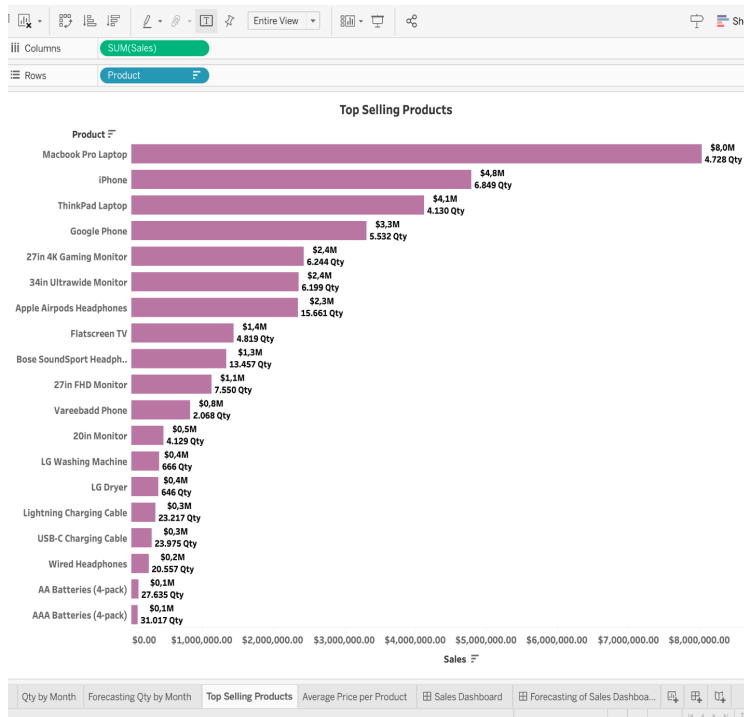 Entire View
Sh
Columns
SUM(Sales)
Rows
Product
Top Selling Products
Product
Macbook Pro Laptop
$8,0M
4.728 Qty
iPhone
$4,8M
6.849 Qty
ThinkPad Laptop
$4,1M
4.130 Qty
Google Phone
$3,3M
5.532 Qty
27in 4K Gaming Monitor
$2,4M
6.244 Qty
34in Ultrawide Monitor
$2,4M
6.199 Qty
Apple Airpods Headphones
$2,3M
15.661 Qty
Flatscreen TV
$1,4M
4.819 Qty
Bose SoundSport Headph..
$1,3M
13.457 Qty
27in FHD Monitor
$1,1M
7.550 Qty
Vareebadd Phone
$0,8M
2.068 Qty
20in Monitor
$0,5M
4.129 Qty
LG Washing Machine
$0,4M
666 Qty
LG Dryer
$0,4M
646 Qty
Lightning Charging Cable
$0,3M
23.217 Qty
USB-C Charging Cable
$0,3M
23.975 Qty
Wired Headphones
$0,2M
20.557 Qty
AA Batteries (4-pack)
$0,1M
27.635 Qty
AAA Batteries (4-pack)
$0,1M
31.017 Qty
$0.00 $1,000,000.00 $2,000,000.00 $3,000,000.00 $4,000,000.00 $5,000,000.00 $6,000,000.00 $7,000,000.00 $8,000,000.00
Sales
Qty by Month Forecasting Qty by Month Top Selling Products Average Price per Product Sales Dashboard Forecasting of Sales Dashboa...